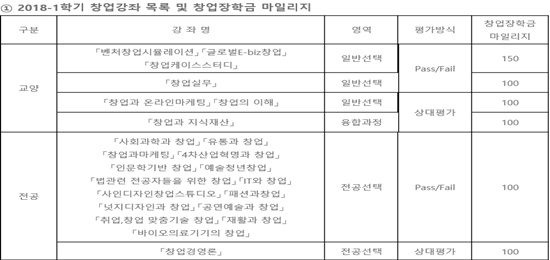 ① 2018-1학기 창업강좌 목록 및 창업장학금 마일리지
구분 강 좌 명 영역 평가방식 창업장학금 마일리지
교양 「벤처창업시뮬레이션」「글로벌E-biz창업」
「창업케이스스터디」 일반선택 Pass/Fail 150
「창업실무」 일반선택 100
「창업과 온라인마케팅」「창업의 이해」 일반선택 상대평가 100
「창업과 지식재산」 융합과정 100
전공 「사회과학과 창업」「유통과 창업」
「창업과마케팅」「4차산업혁명과 창업」
「인문학기반 창업」「예술청년창업」
「법관련 전공자들을 위한 창업」「IT와 창업」
「사인디자인창업스튜디오」「패션과창업」
「넛지디자인과 창업」「공연예술과 창업」
「취업,창업 맞춤기술 창업」「재활과 창업」
「바이오의료기기의 창업」 전공선택 Pass/Fail 100
「창업경영론」 전공선택 상대평가 100